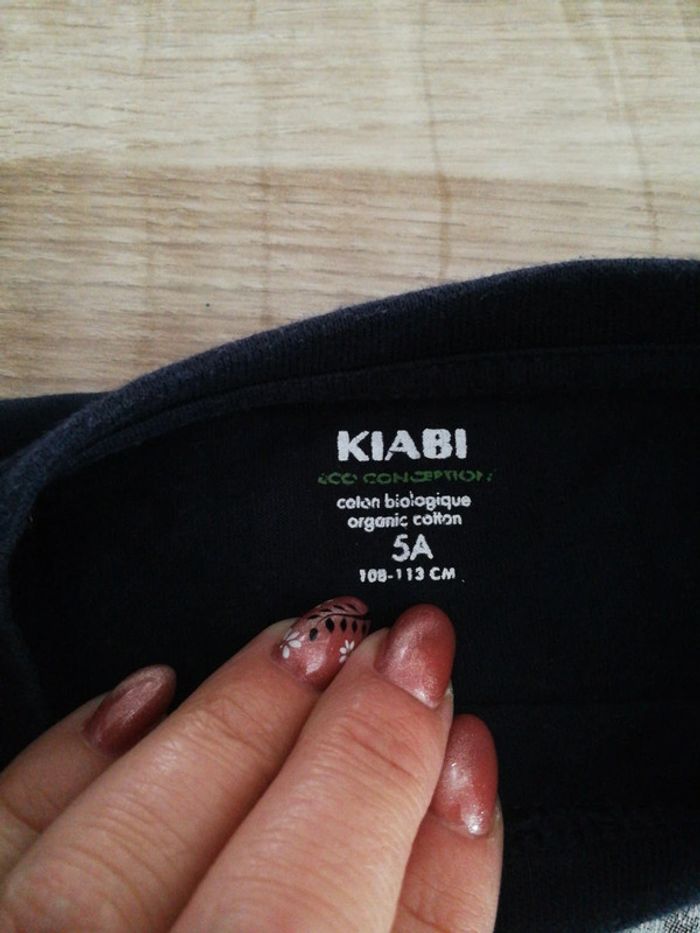 KIABI
ECO CONCEPTION
coton biologique
organic cotton
5A
108-113 CM